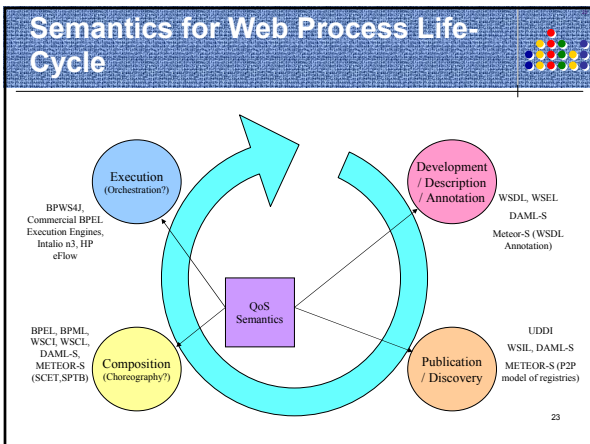 Semantics for Web Process Life-
Cycle
Execution
(Orchestration?)
BPWS4J,
Commercial BPEL
Execution Engines,
Intalio n3, HP
eFlow
Development
/ Description
/ Annotation
WSDL, WSEL
DAML-S
Meteor-S (WSDL
Annotation)
QoS
Semantics
BPEL, BPML,
WSCI, WSCL,
DAML-S,
METEOR-S
(SCET,SPTB)
Composition
(Choreography?)
Publication
/ Discovery
UDDI
WSIL, DAML-S
METEOR-S (P2P
model of registries)
23